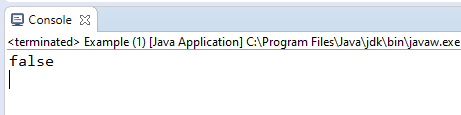 Console
<terminated> Example (1) [Java Application] C:\Program Files\Java\jdk\bin\javaw.exe
false